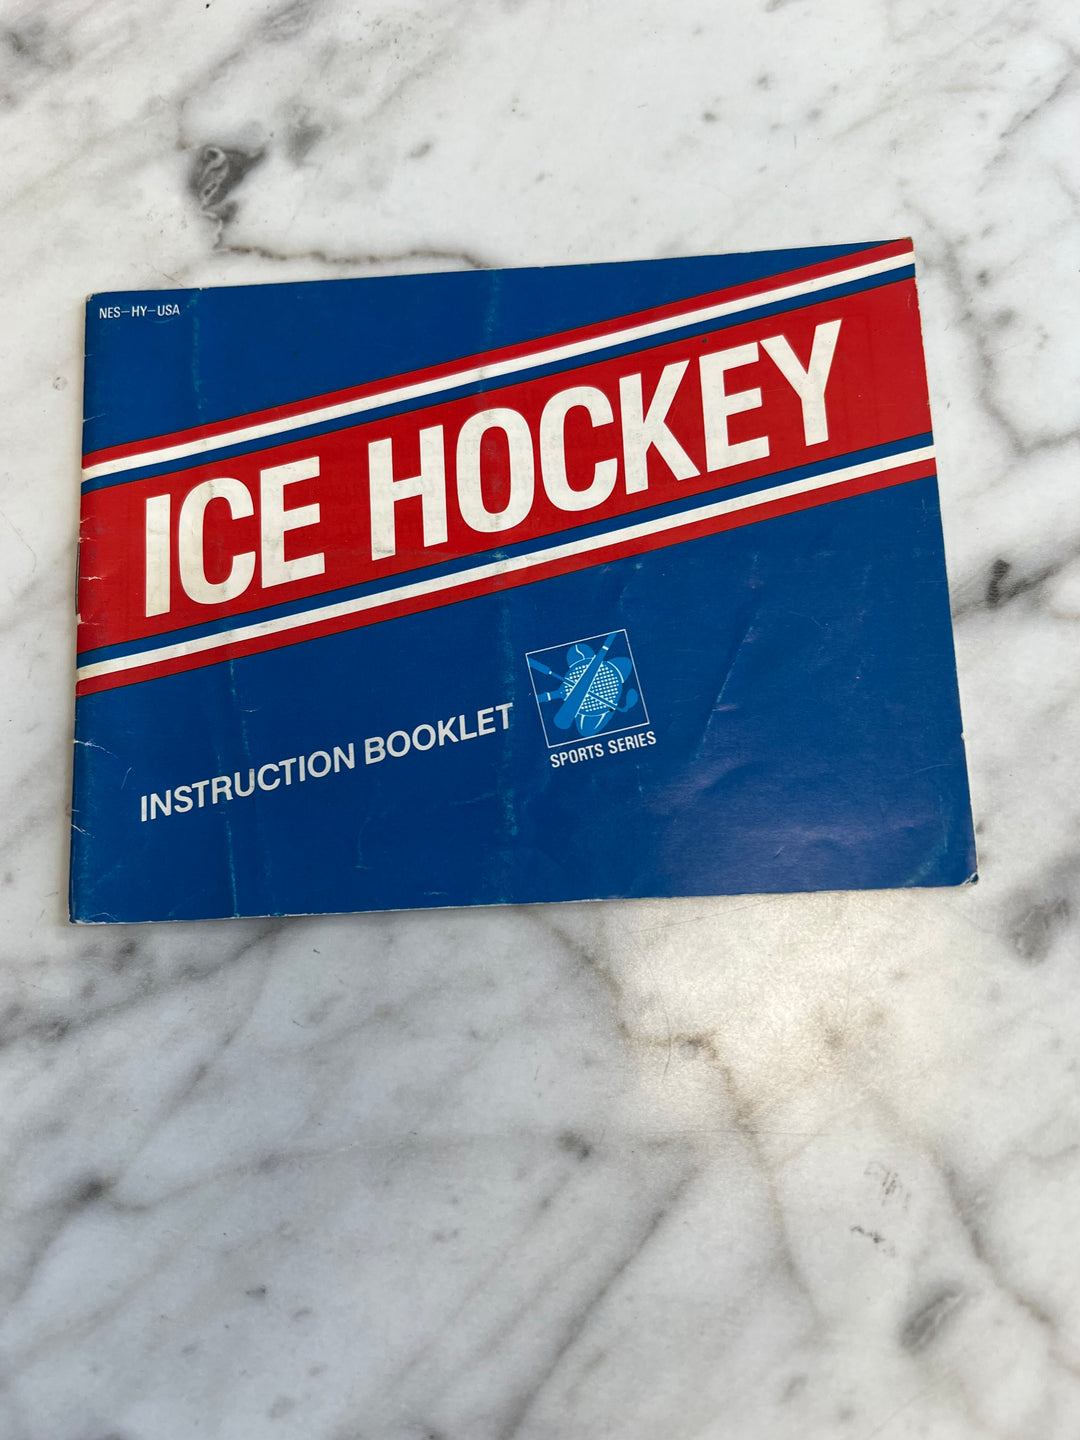 NES-HY-USA
ICE HOCKEY
INSTRUCTION BOOKLET
SPORTS SERIES